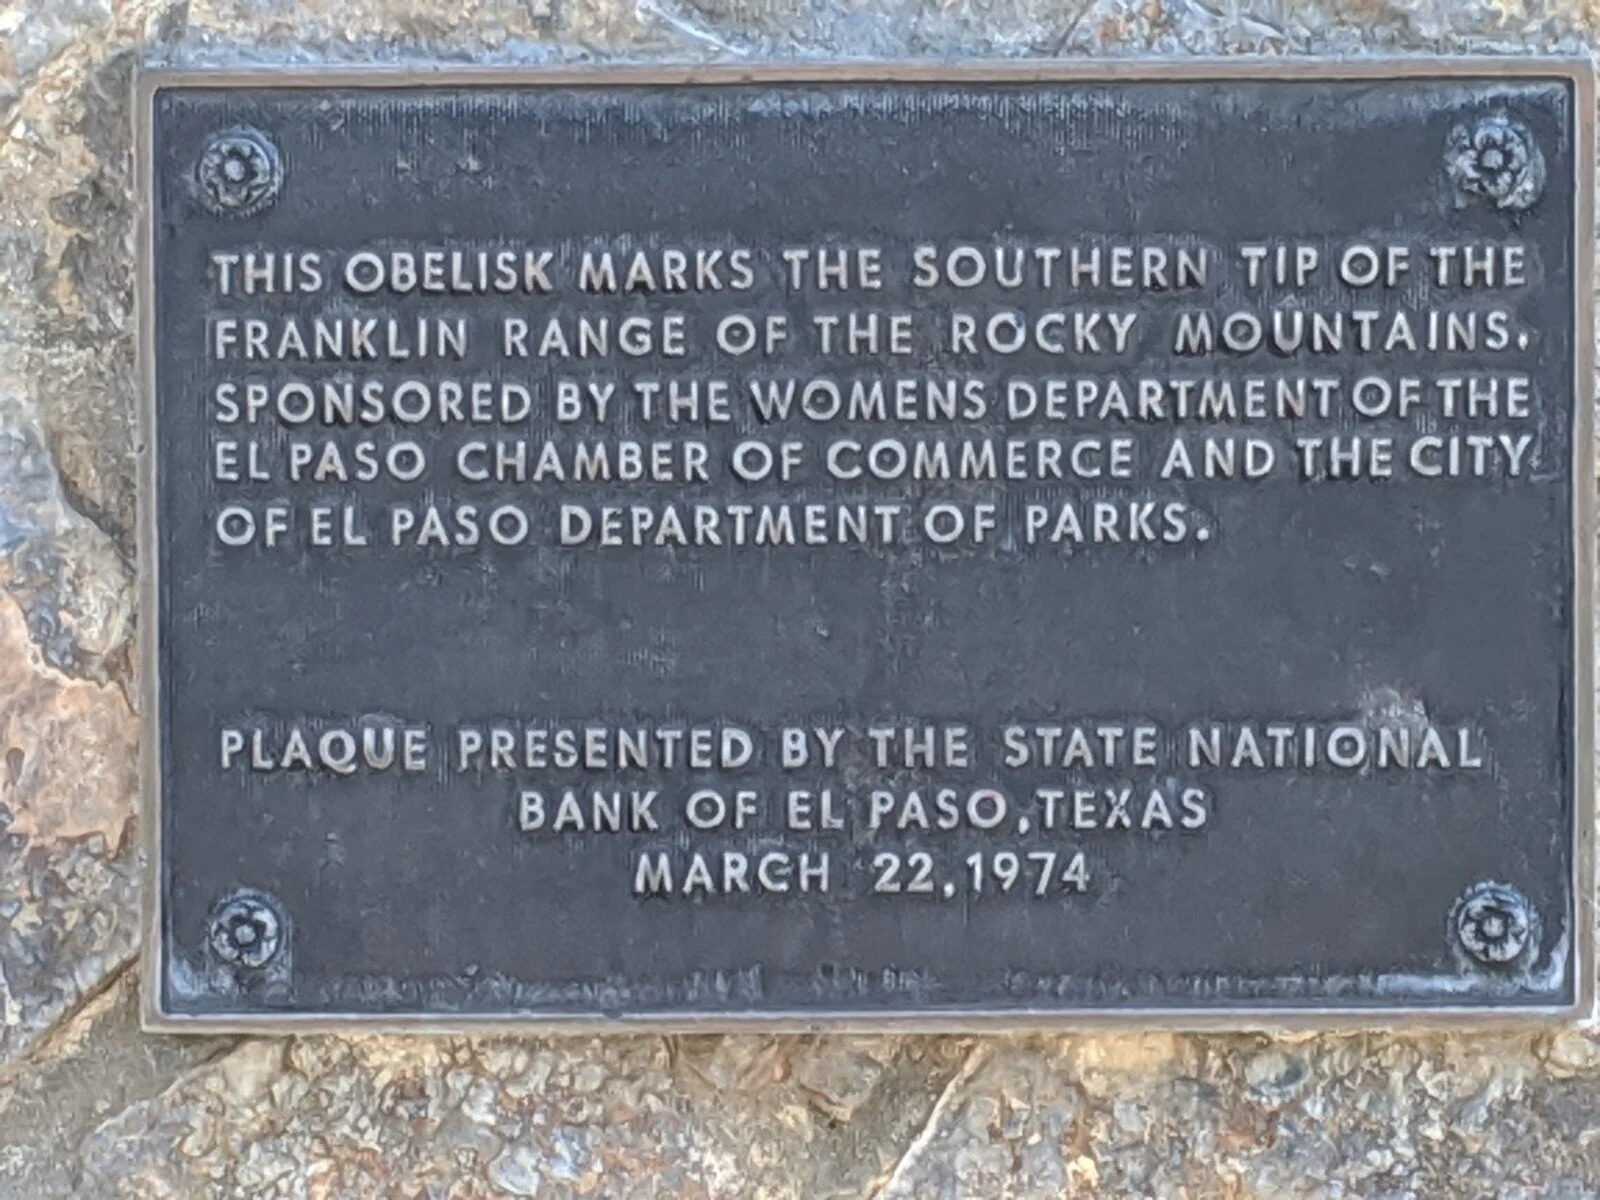 THIS OBELISK MARKS THE SOUTHERN TIP OF THE
FRANKLIN RANGE OF THE ROCKY MOUNTAINS.
SPONSORED BY THE WOMENS DEPARTMENT OF THE
EL PASO CHAMBER OF COMMERCE AND THE CITY
OF EL PASO DEPARTMENT OF PARKS.
PLAQUE PRESENTED BY THE STATE NATIONAL
BANK OF EL PASO, TEXAS
MARCH 22, 1974